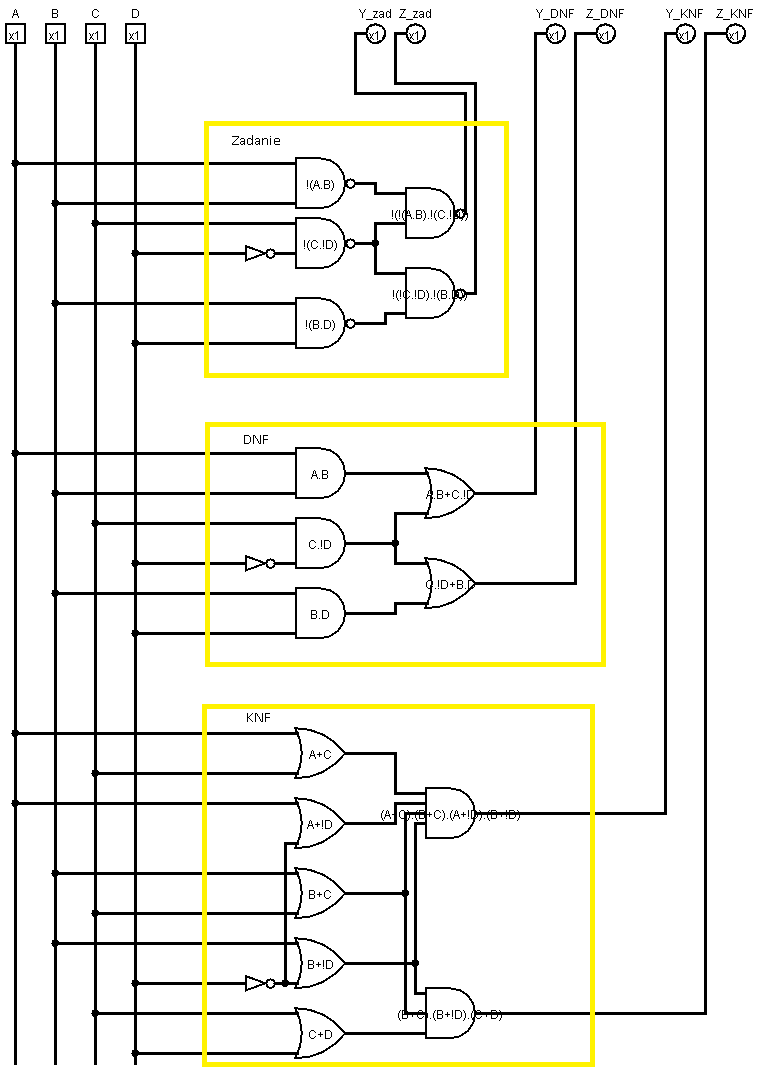 A B C D Y_zad Z_zad Y_DNF Z_DNF Y_KNF Z_KNF
x1 x1 x1 x1 x1 x1 x1 x1 x1 x1
Zadanie
!(A.B)
!(!(A.B).!(C.!D))
!(C.!D)
!(!C.!D).!(B.D))
!(B.D)
DNF
A.B
A.B+C.!D
C.!D
C.!D+B.D
B.D
KNF
A+C
(A+C).(B+C).(A+!D).(B+!D)
A+!D
B+C
B+!D
(B+C).(B+!D).(C+D)
C+D